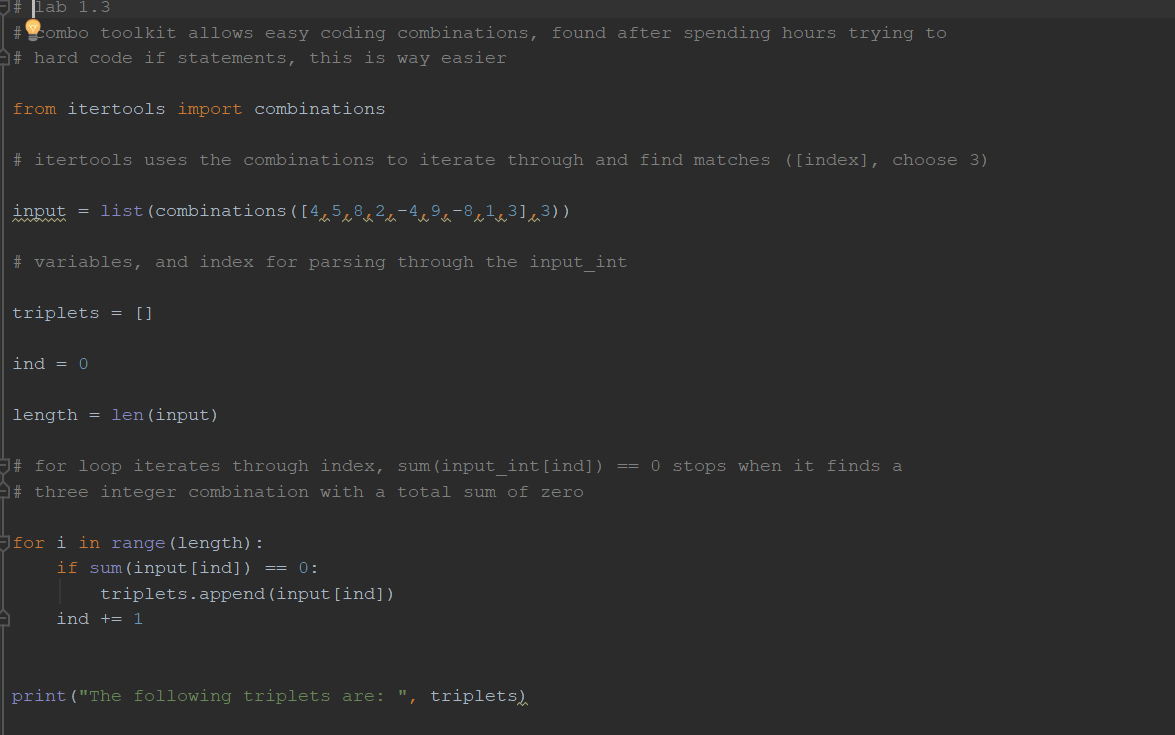 # lab 1.3
# combo toolkit allows easy coding combinations, found after spending hours trying to
# hard code if statements, this is way easier
from itertools import combinations
# itertools uses the combinations to iterate through and find matches ([index], choose 3)
input = list(combinations([4,5,8,2,-4,9,-8,1,3],3))
# variables, and index for parsing through the input_int
triplets = []
ind = 0
length = len(input)
# for loop iterates through index, sum(input_int[ind]) == 0 stops when it finds a
# three integer combination with a total sum of zero
for i in range(length):
    if sum(input[ind]) == 0:
        triplets.append(input[ind])
    ind += 1
print("The following triplets are: ", triplets)